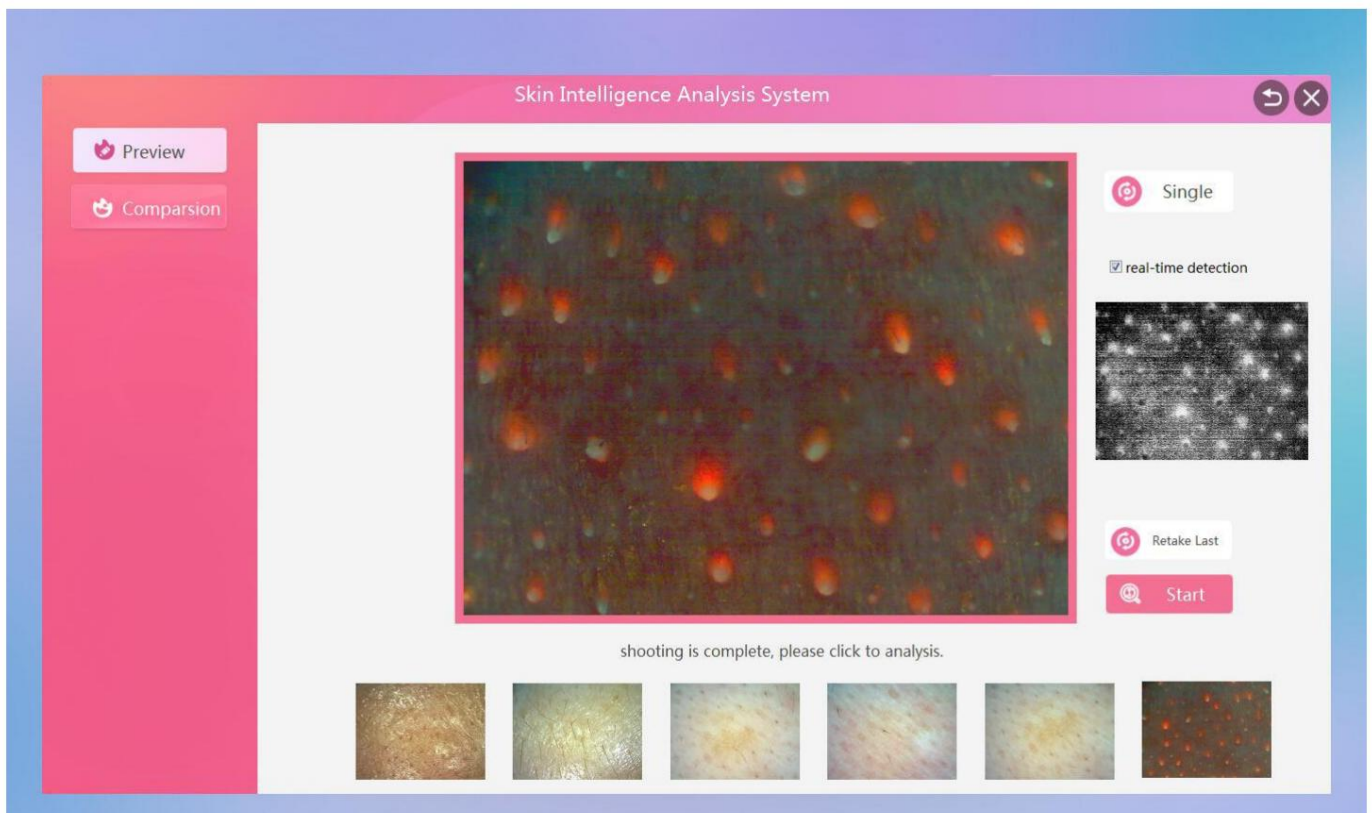 Skin Intelligence Analysis System
Preview
Comparsion
Single
real-time detection
Retake Last
Start
shooting is complete, please click to analysis.